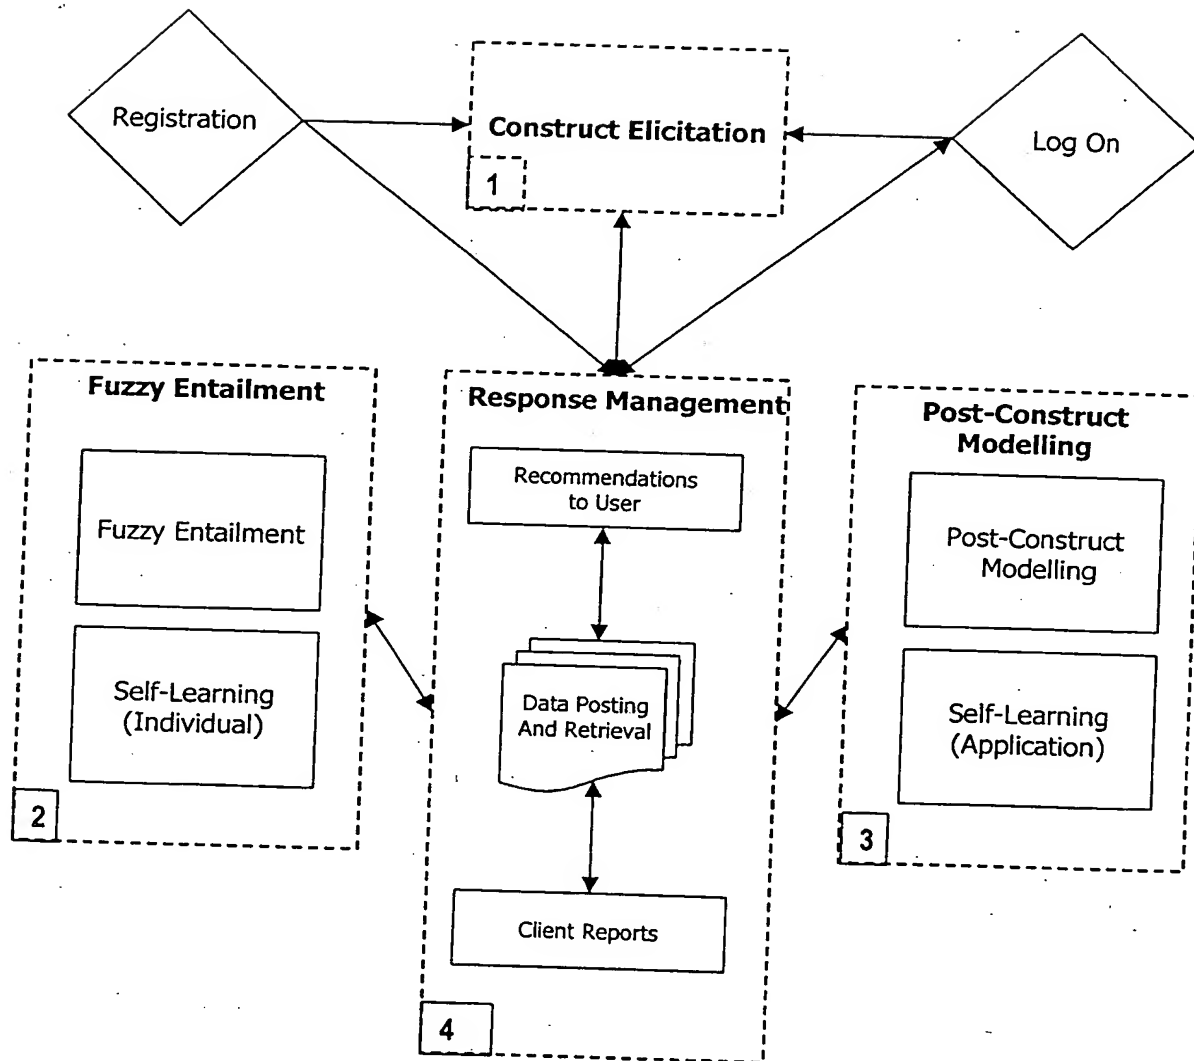 Registration
Construct Elicitation
1
Log On
Fuzzy Entailment
Fuzzy Entailment
Self-Learning
(Individual)
2
Response Management
Recommendations
to User
Data Posting
And Retrieval
Client Reports
4
Post-Construct
Modelling
Post-Construct
Modelling
Self-Learning
(Application)
3